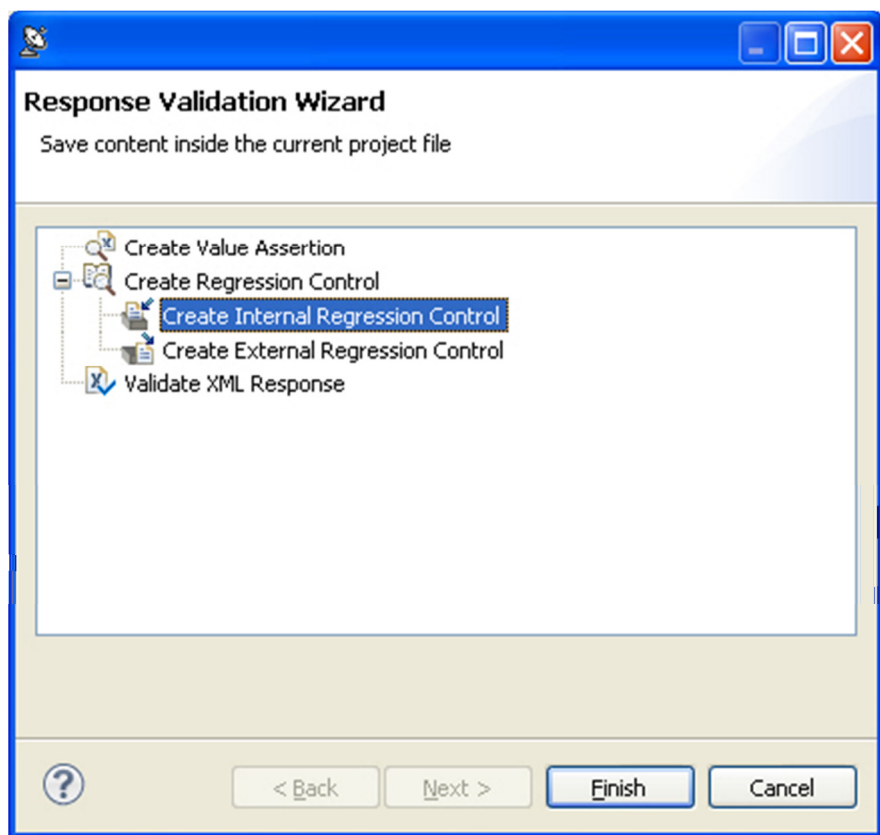 Response Validation Wizard
Save content inside the current project file
Create Value Assertion
Create Regression Control
Create Internal Regression Control
Create External Regression Control
Validate XML Response
?
< Back
Next >
Finish
Cancel